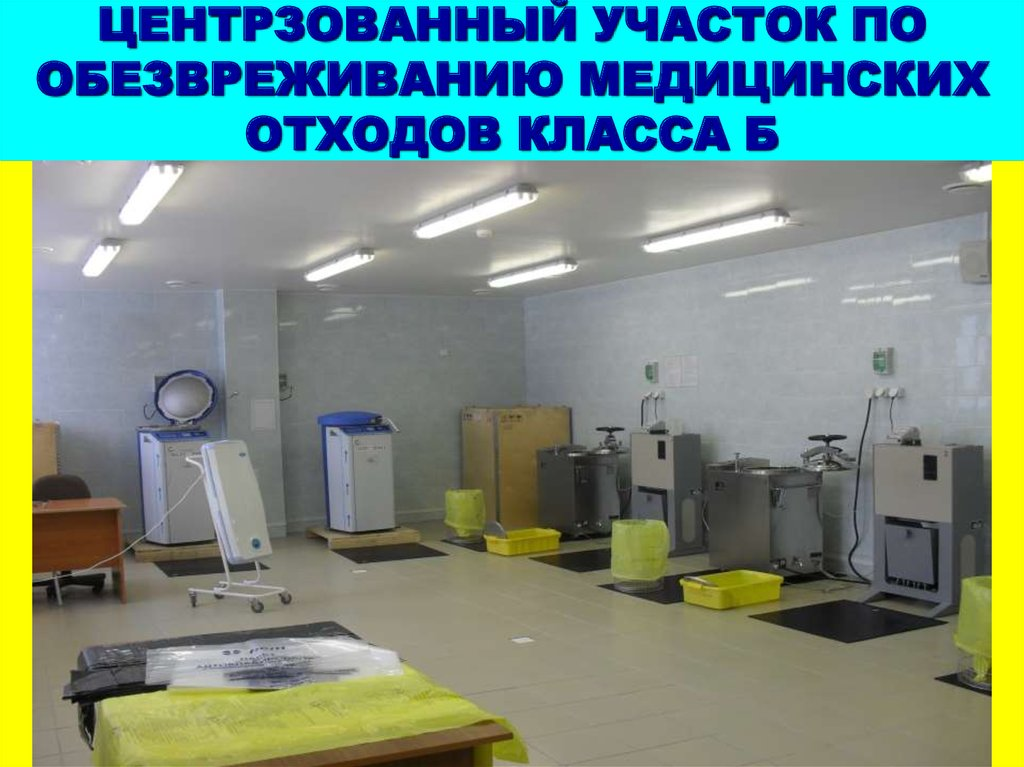 ЦЕНТРЗОВАННЫЙ УЧАСТОК ПО
ОБЕЗВРЕЖИВАНИЮ МЕДИЦИНСКИХ
ОТХОДОВ КЛАССА Б